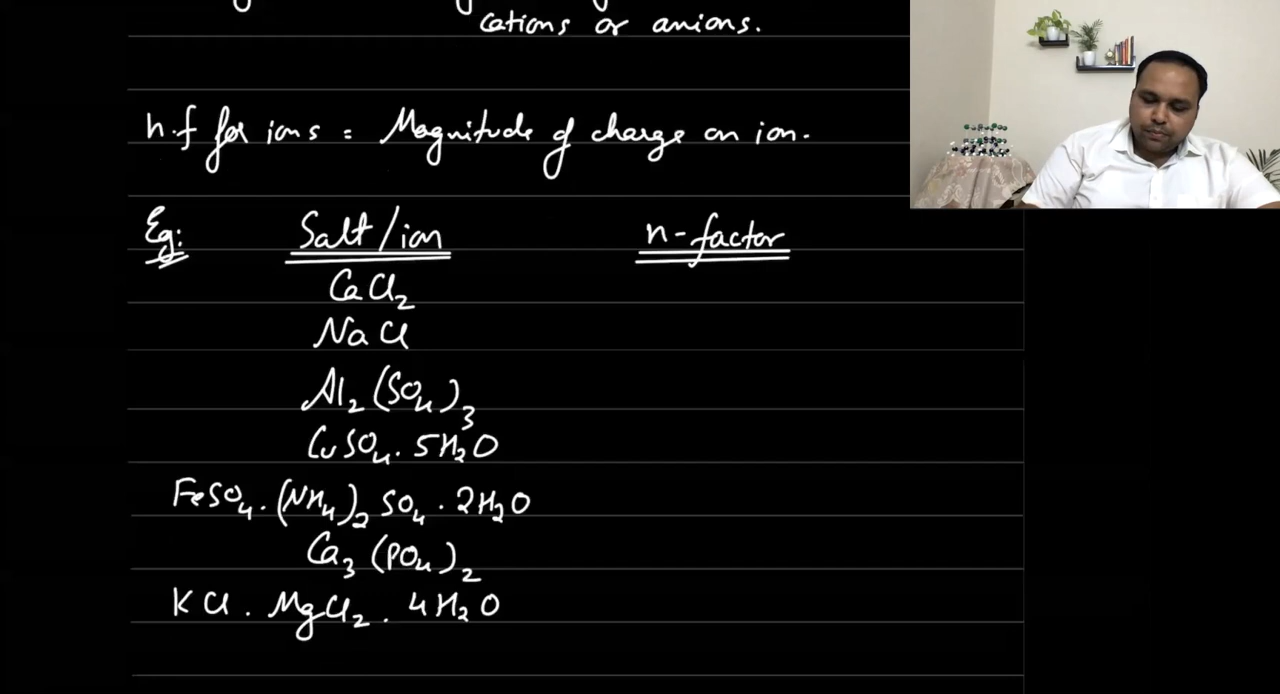 cations or anions.
n.f for ions = Magnitude of charge on ion.
Eg: Salt/ion n-factor
CaCl₂
NaCl
Al₂(SO₄)₃
CuSO₄.5H₂O
FeSO₄.(NH₄)₂SO₄.2H₂O
Ca₃(PO₄)₂
KCl.MgCl₂.4H₂O